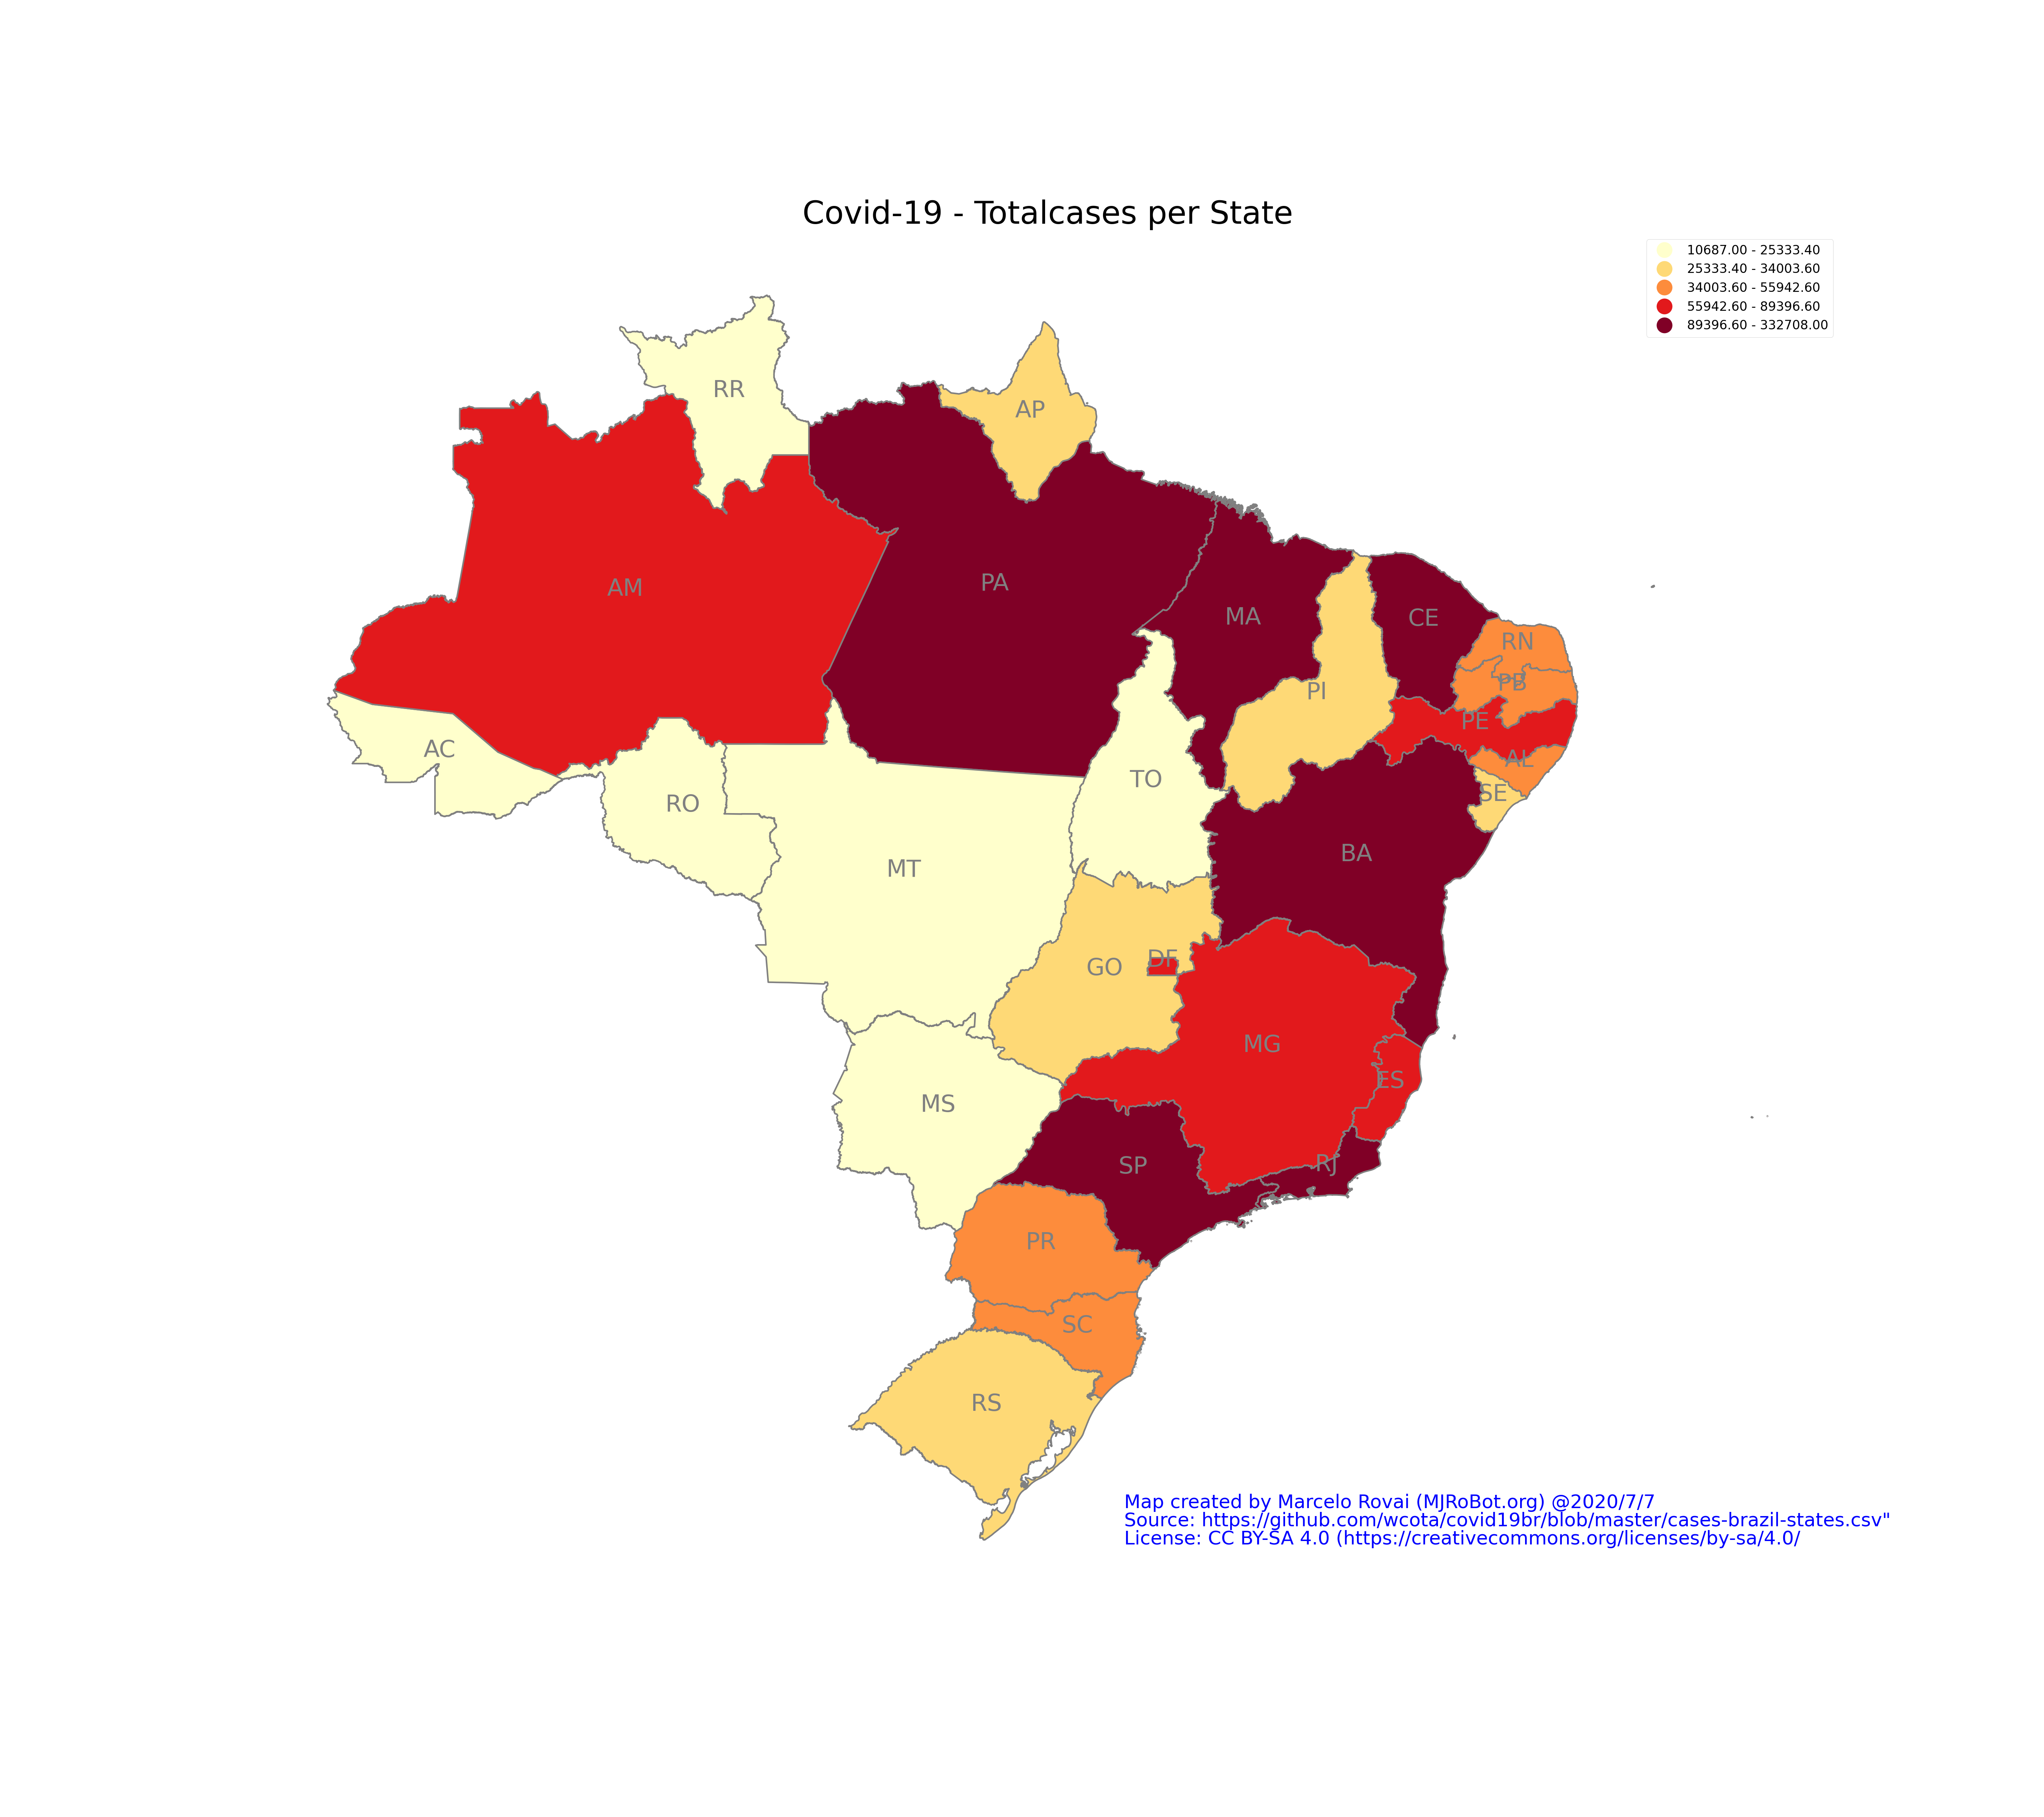 Covid-19 - Totalcases per State
10687.00 - 25333.40
25333.40 - 34003.60
34003.60 - 55942.60
55942.60 - 89396.60
89396.60 - 332708.00
RR
AP
AM
PA
MA
CE
RN
PB
PI
PE
AC
AL
TO
SE
RO
BA
MT
DF
GO
MG
ES
MS
RJ
SP
PR
SC
RS
Map created by Marcelo Rovai (MJRoBot.org) @2020/7/7
Source: https://github.com/wcota/covid19br/blob/master/cases-brazil-states.csv"
License: CC BY-SA 4.0 (https://creativecommons.org/licenses/by-sa/4.0/